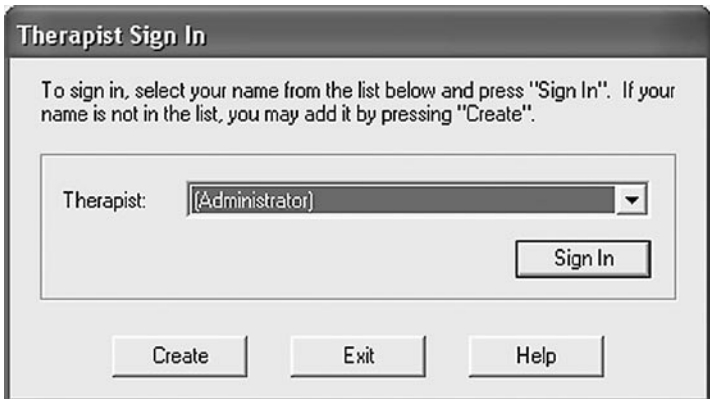 Therapist Sign In
To sign in, select your name from the list below and press "Sign In". If your
name is not in the list, you may add it by pressing "Create".
Therapist: (Administrator)
Sign In
Create Exit Help